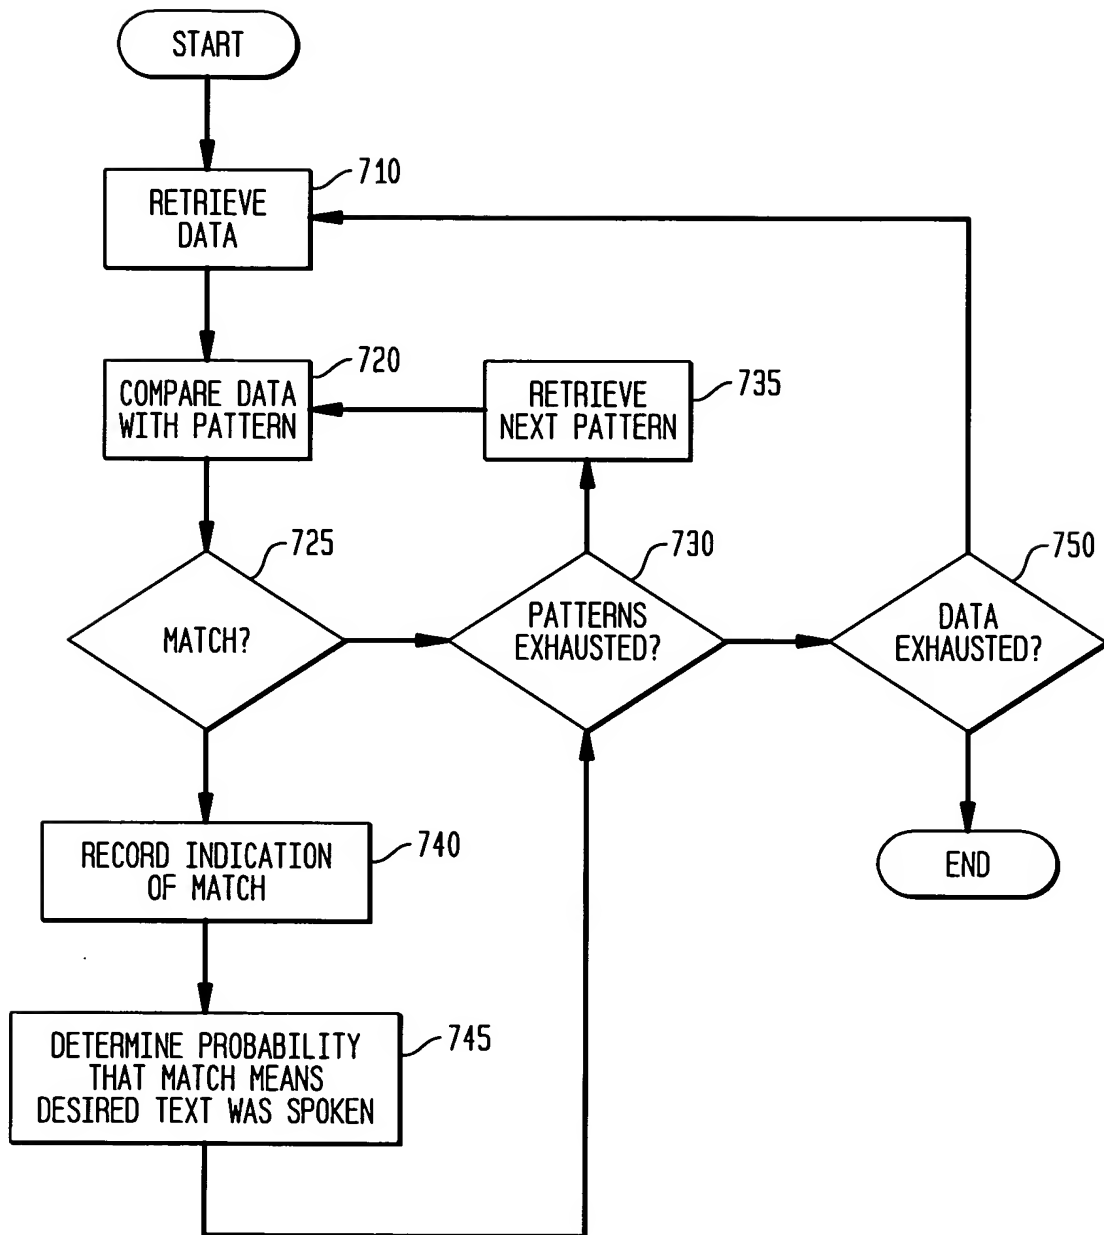 START
710
RETRIEVE
DATA
720
COMPARE DATA
WITH PATTERN
RETRIEVE
NEXT PATTERN
735
725
MATCH?
730
PATTERNS
EXHAUSTED?
750
DATA
EXHAUSTED?
740
RECORD INDICATION
OF MATCH
END
745
DETERMINE PROBABILITY
THAT MATCH MEANS
DESIRED TEXT WAS SPOKEN